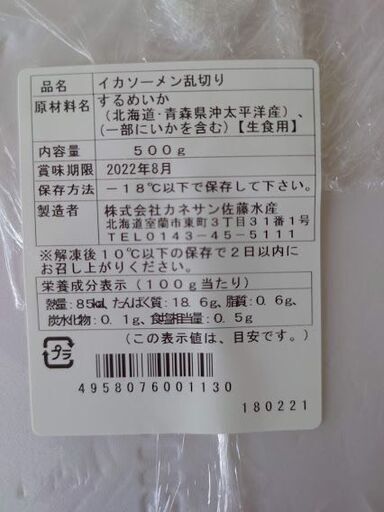 品名 イカソーメン乱切り
原材料名 するめいか
（北海道・青森県沖太平洋産）、
（一部にいかを含む）【生食用】
内容量 500g
賞味期限 2022年8月
保存方法 －18℃以下で保存して下さい
製造者 株式会社カネサン佐藤水産
北海道室蘭市東町3丁目31番1号
TEL0143-45-5111
※解凍後10℃以下の保存で2日以内に
お召し上がりください。
栄養成分表示（100g当たり）
熱量:85kcal, たんぱく質:18.6g、脂質:0.6g、
炭水化物:0.1g、食塩相当量:0.5g
（この表示値は、目安です。）
プラ
4958076001130
180221